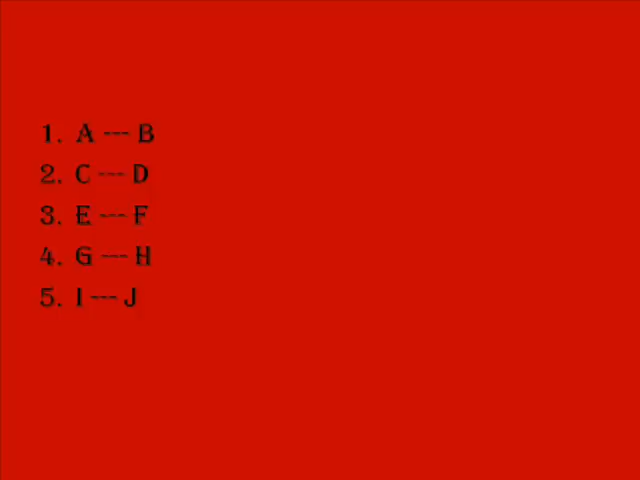 1. A --- B
2. C --- D
3. E --- F
4. G --- H
5. I --- J